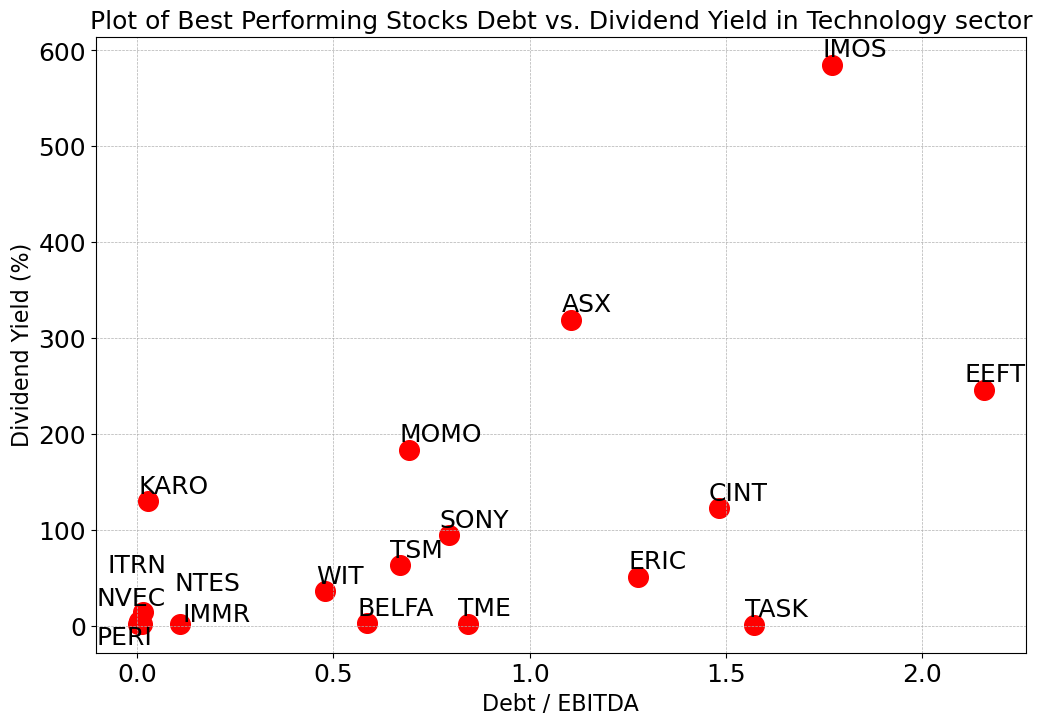 Plot of Best Performing Stocks Debt vs. Dividend Yield in Technology sector
600
500
400
300
200
100
0
Dividend Yield (%)
IMOS
ASX
EEFT
MOMO
KARO
CINT
SONY
TSM
ERIC
ITRN
WIT
NTES
NVEC
BELFA
TME
TASK
IMMR
PERI
0.0
0.5
1.0
1.5
2.0
Debt / EBITDA